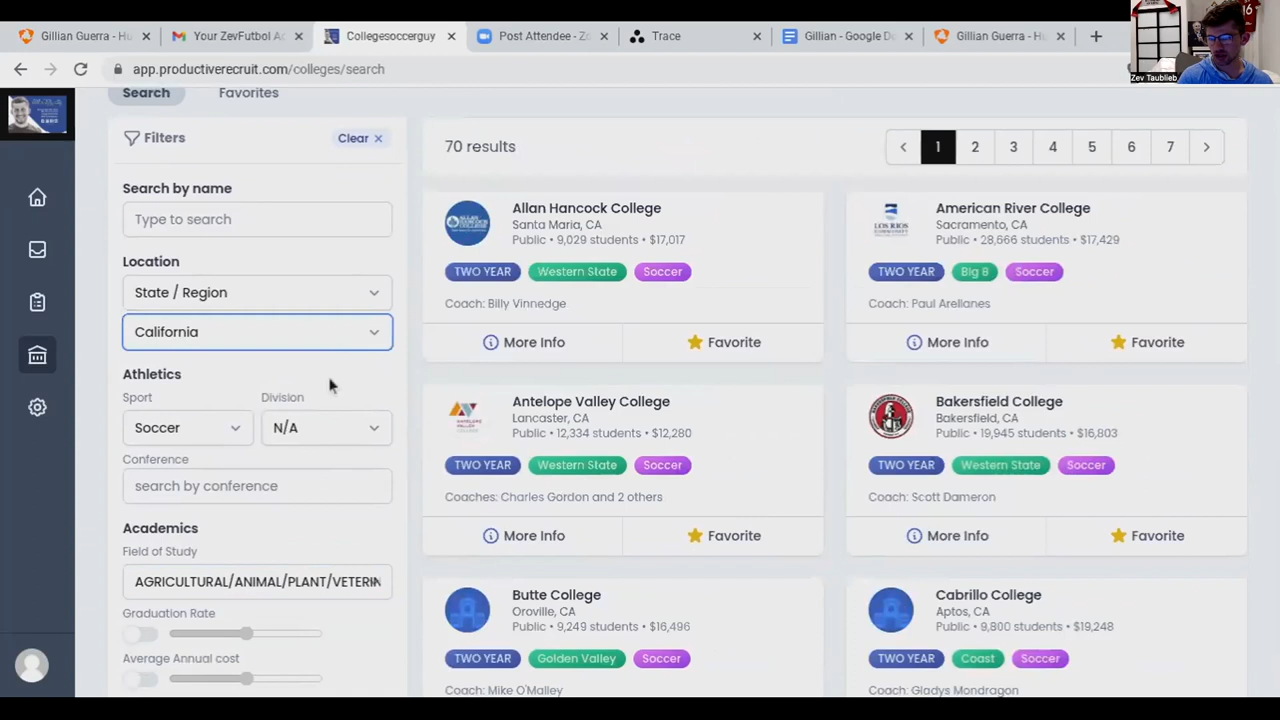 Gillian Guerra - Hu
Your ZevFutbol Ac
Collegesoccerguy
Post Attendee - Zo
Trace
Gillian - Google D
Gillian Guerra - Hu
app.productiverecruit.com/colleges/search
Zev Taublieb
Search
Favorites
Filters
Clear ×
Search by name
Type to search
Location
State / Region
California
Athletics
Sport
Division
Soccer
N/A
Conference
search by conference
Academics
Field of Study
AGRICULTURAL/ANIMAL/PLANT/VETERIN
Graduation Rate
Average Annual cost
70 results
1 2 3 4 5 6 7
Allan Hancock College
Santa Maria, CA
Public • 9,029 students • $17,017
TWO YEAR Western State Soccer
Coach: Billy Vinnedge
More Info Favorite
American River College
Sacramento, CA
Public • 28,666 students • $17,429
LOS RIOS
TWO YEAR Big 8 Soccer
Coach: Paul Arellanes
More Info Favorite
Antelope Valley College
Lancaster, CA
Public • 12,334 students • $12,280
TWO YEAR Western State Soccer
Coaches: Charles Gordon and 2 others
More Info Favorite
Bakersfield College
Bakersfield, CA
Public • 19,945 students • $16,803
TWO YEAR Western State Soccer
Coach: Scott Dameron
More Info Favorite
Butte College
Oroville, CA
Public • 9,249 students • $16,496
TWO YEAR Golden Valley Soccer
Coach: Mike O'Malley
Cabrillo College
Aptos, CA
Public • 9,800 students • $19,248
TWO YEAR Coast Soccer
Coach: Gladys Mondragon